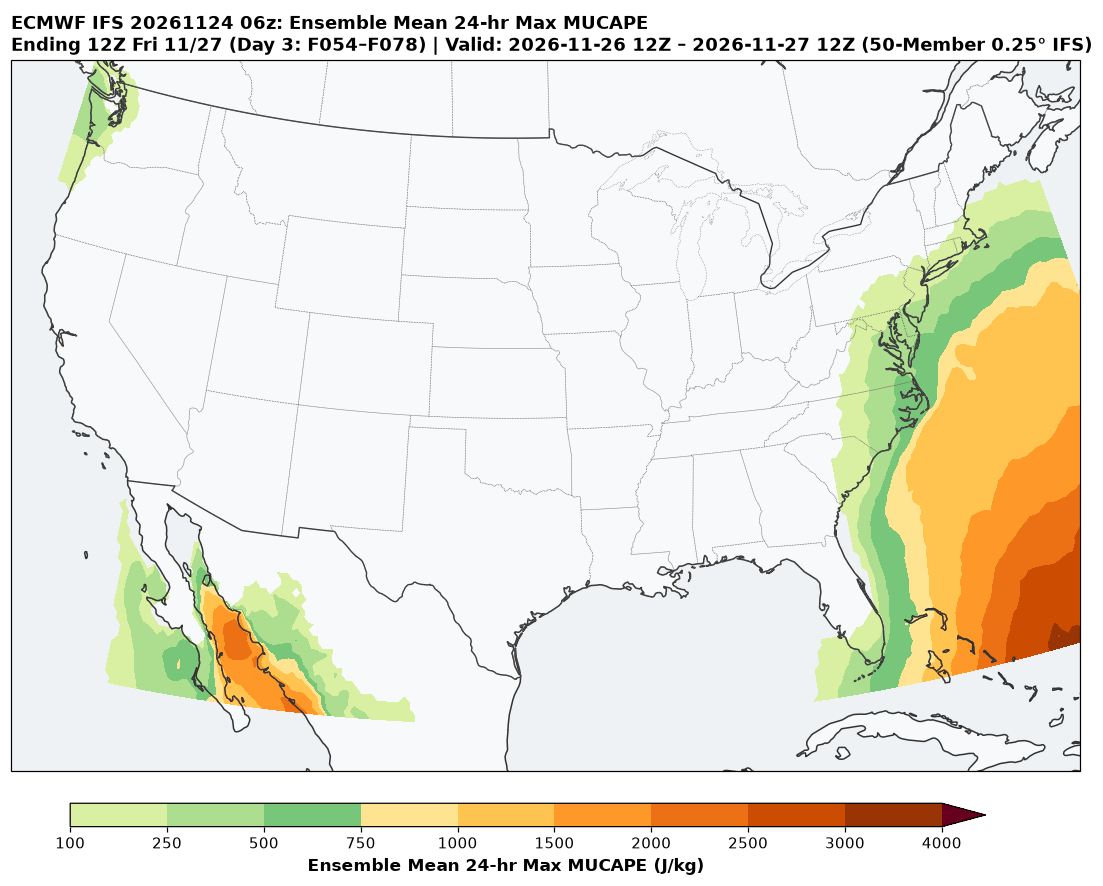 ECMWF IFS 20261124 06z: Ensemble Mean 24-hr Max MUCAPE
Ending 12Z Fri 11/27 (Day 3: F054–F078) | Valid: 2026-11-26 12Z – 2026-11-27 12Z (50-Member 0.25° IFS)
100 250 500 750 1000 1500 2000 2500 3000 4000
Ensemble Mean 24-hr Max MUCAPE (J/kg)